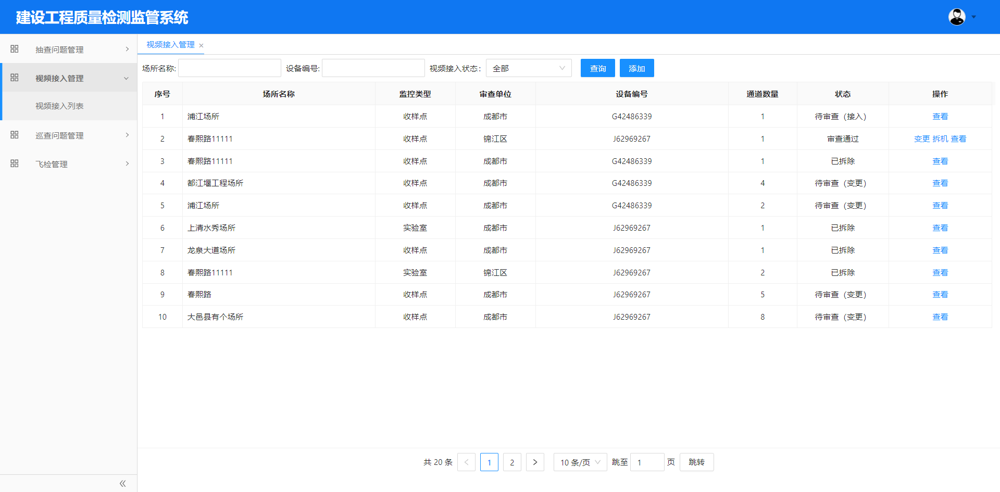 建设工程质量检测监管系统
抽查问题管理
视频接入管理
视频接入列表
巡查问题管理
飞检管理
视频接入管理
场所名称: 设备编号: 视频接入状态: 全部 查询 添加
序号 场所名称 监控类型 审查单位 设备编号 通道数量 状态 操作
1 浦江场所 收样点 成都市 G42486339 1 待审查（接入） 查看
2 春熙路11111 收样点 锦江区 J62969267 1 审查通过 变更 拆机 查看
3 春熙路11111 收样点 成都市 G42486339 1 已拆除 查看
4 都江堰工程场所 收样点 成都市 G42486339 4 待审查（变更） 查看
5 浦江场所 收样点 成都市 G42486339 2 待审查（变更） 查看
6 上清水秀场所 实验室 成都市 J62969267 1 已拆除 查看
7 龙泉大道场所 收样点 成都市 J62969267 1 已拆除 查看
8 春熙路11111 实验室 锦江区 J62969267 2 已拆除 查看
9 春熙路 收样点 成都市 J62969267 5 待审查（变更） 查看
10 大邑县有个场所 收样点 成都市 J62969267 8 待审查（变更） 查看
共 20 条 1 2 10 条/页 跳至 1 页 跳转